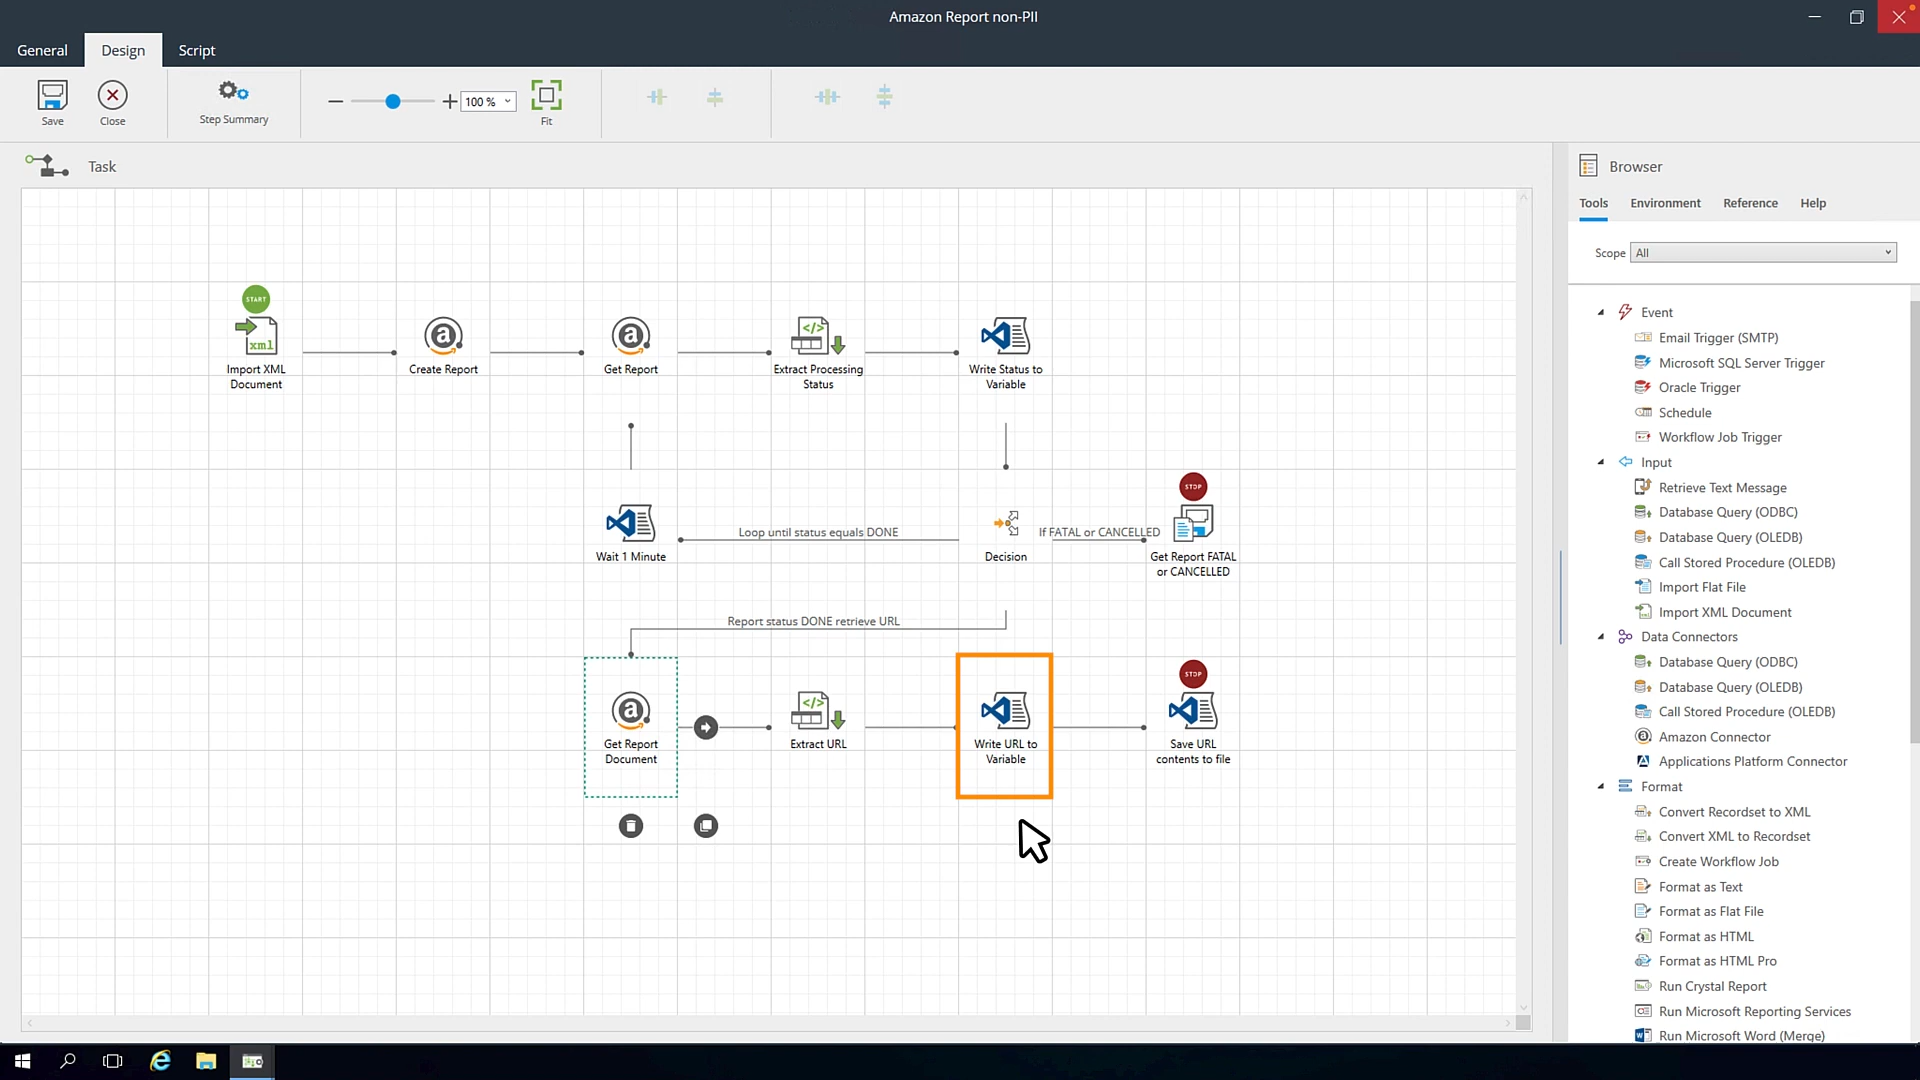 Amazon Report non-PII
General
Design
Script
Save
Close
Step Summary
100 %
Fit
Task
START
xml
Import XML
Document
Create Report
Get Report
Extract Processing
Status
Write Status to
Variable
Wait 1 Minute
Loop until status equals DONE
Decision
If FATAL or CANCELLED
STOP
Get Report FATAL
or CANCELLED
Report status DONE retrieve URL
Get Report
Document
Extract URL
Write URL to
Variable
STOP
Save URL
contents to file
Browser
Tools
Environment
Reference
Help
Scope
All
Event
Email Trigger (SMTP)
Microsoft SQL Server Trigger
Oracle Trigger
Schedule
Workflow Job Trigger
Input
Retrieve Text Message
Database Query (ODBC)
Database Query (OLEDB)
Call Stored Procedure (OLEDB)
Import Flat File
Import XML Document
Data Connectors
Database Query (ODBC)
Database Query (OLEDB)
Call Stored Procedure (OLEDB)
Amazon Connector
Applications Platform Connector
Format
Convert Recordset to XML
Convert XML to Recordset
Create Workflow Job
Format as Text
Format as Flat File
Format as HTML
Format as HTML Pro
Run Crystal Report
Run Microsoft Reporting Services
Run Microsoft Word (Merge)